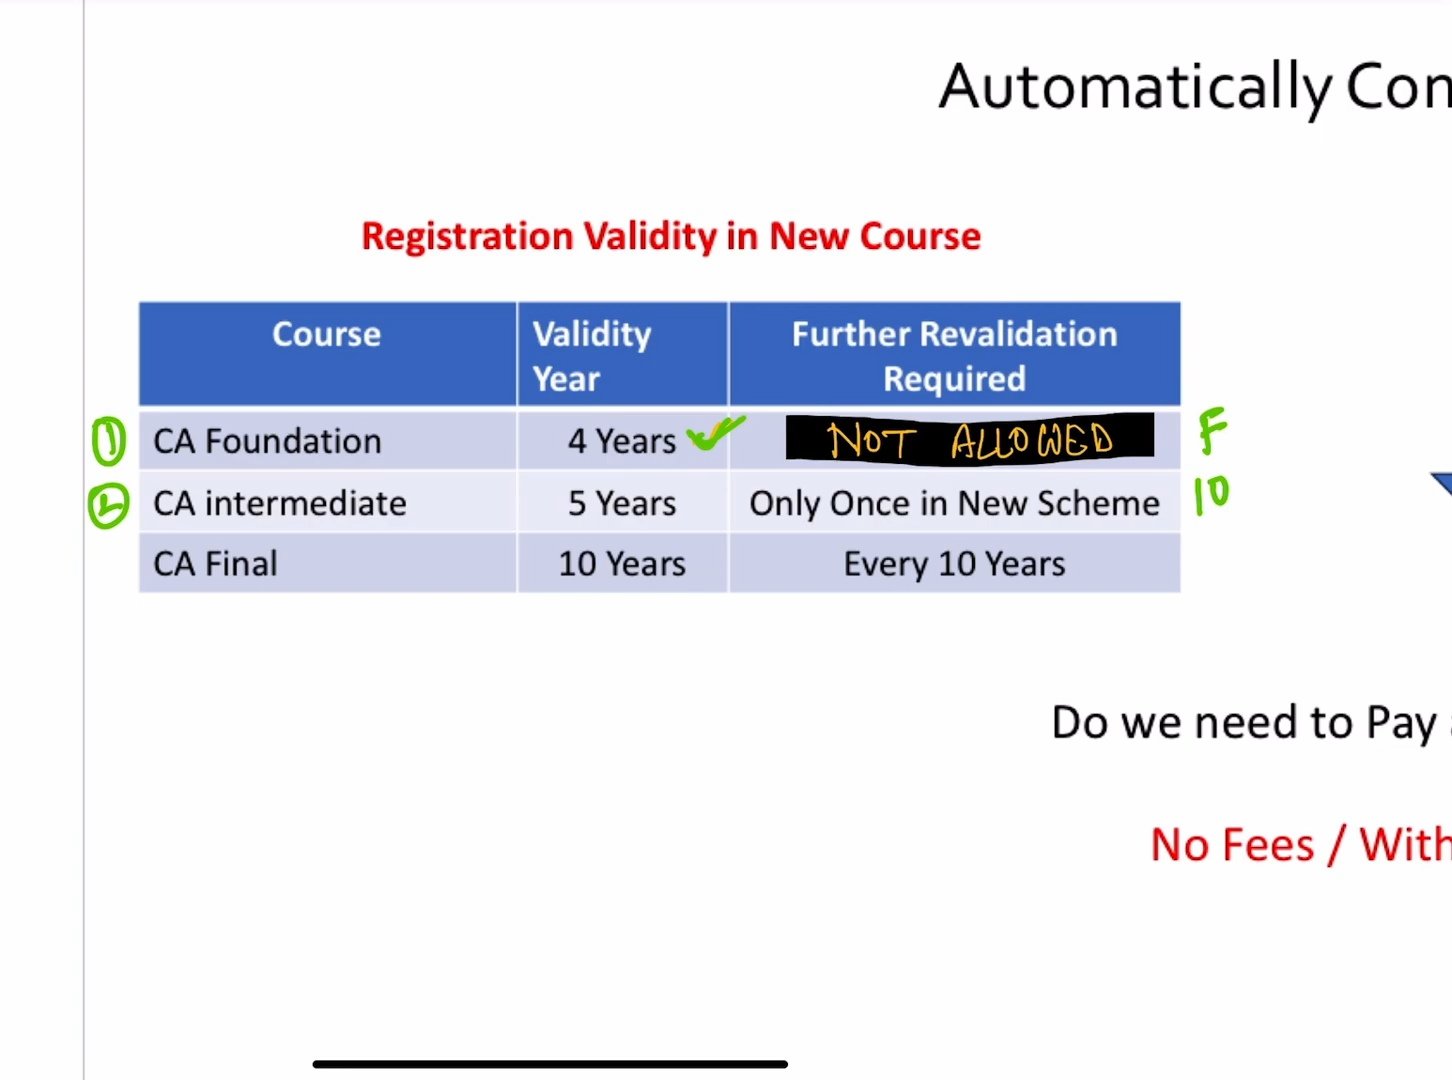 Automatically Con
Registration Validity in New Course
Course Validity Year Further Revalidation Required
1 CA Foundation 4 Years NOT ALLOWED F
2 CA intermediate 5 Years Only Once in New Scheme 10
CA Final 10 Years Every 10 Years
Do we need to Pay
No Fees / With